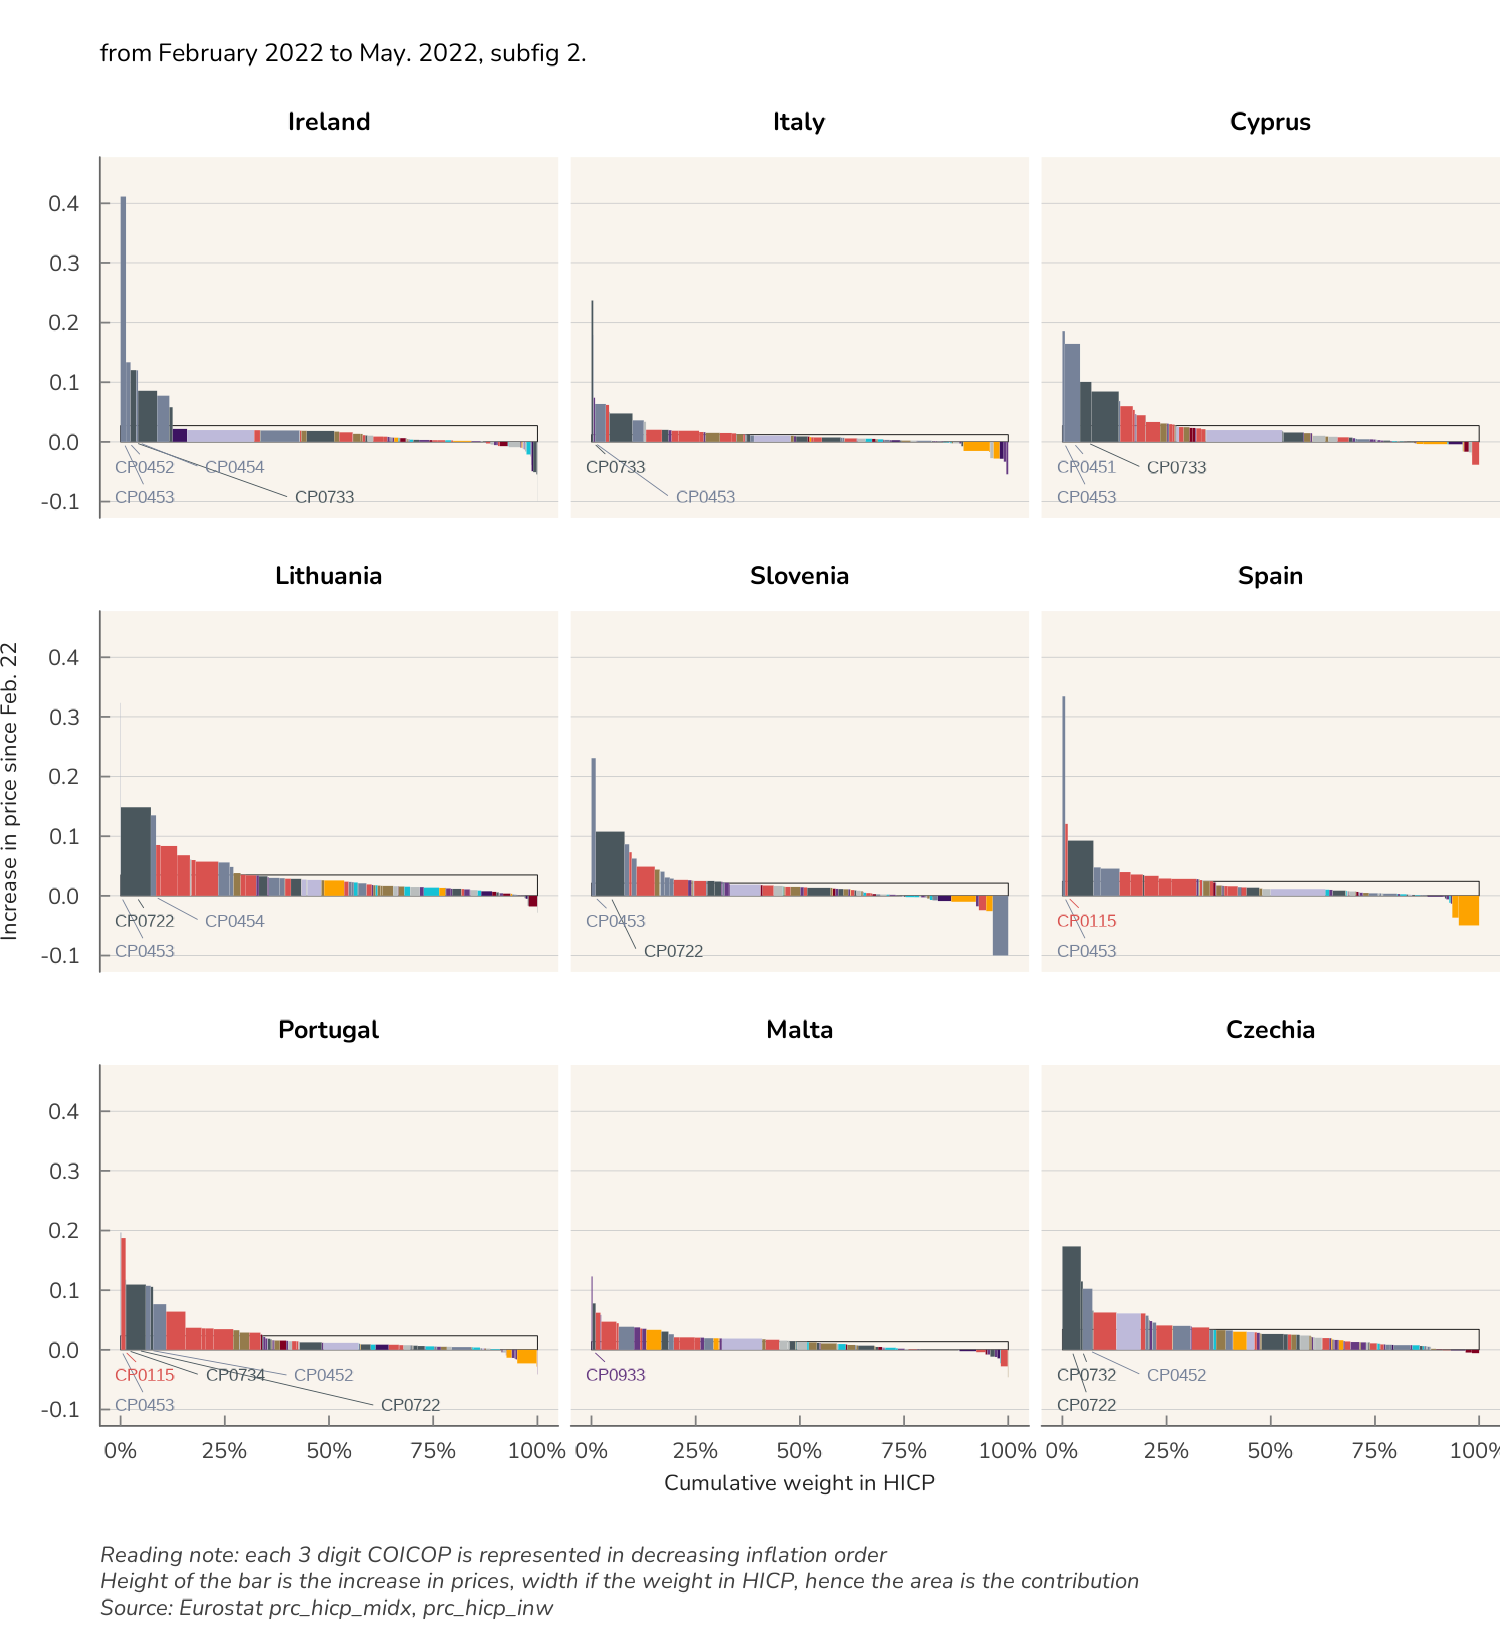 from February 2022 to May. 2022, subfig 2.
Ireland
Italy
Cyprus
0.4
0.3
0.2
0.1
0.0
-0.1
CP0452
CP0454
CP0453
CP0733
CP0733
CP0453
CP0451
CP0733
CP0453
Lithuania
Slovenia
Spain
Increase in price since Feb. 22
0.4
0.3
0.2
0.1
0.0
-0.1
CP0722
CP0454
CP0453
CP0453
CP0722
CP0115
CP0453
Portugal
Malta
Czechia
0.4
0.3
0.2
0.1
0.0
-0.1
CP0115
CP0734
CP0452
CP0453
CP0722
CP0933
CP0732
CP0452
CP0722
0% 25% 50% 75% 100% 0% 25% 50% 75% 100% 0% 25% 50% 75% 100%
Cumulative weight in HICP
Reading note: each 3 digit COICOP is represented in decreasing inflation order
Height of the bar is the increase in prices, width if the weight in HICP, hence the area is the contribution
Source: Eurostat prc_hicp_midx, prc_hicp_inw